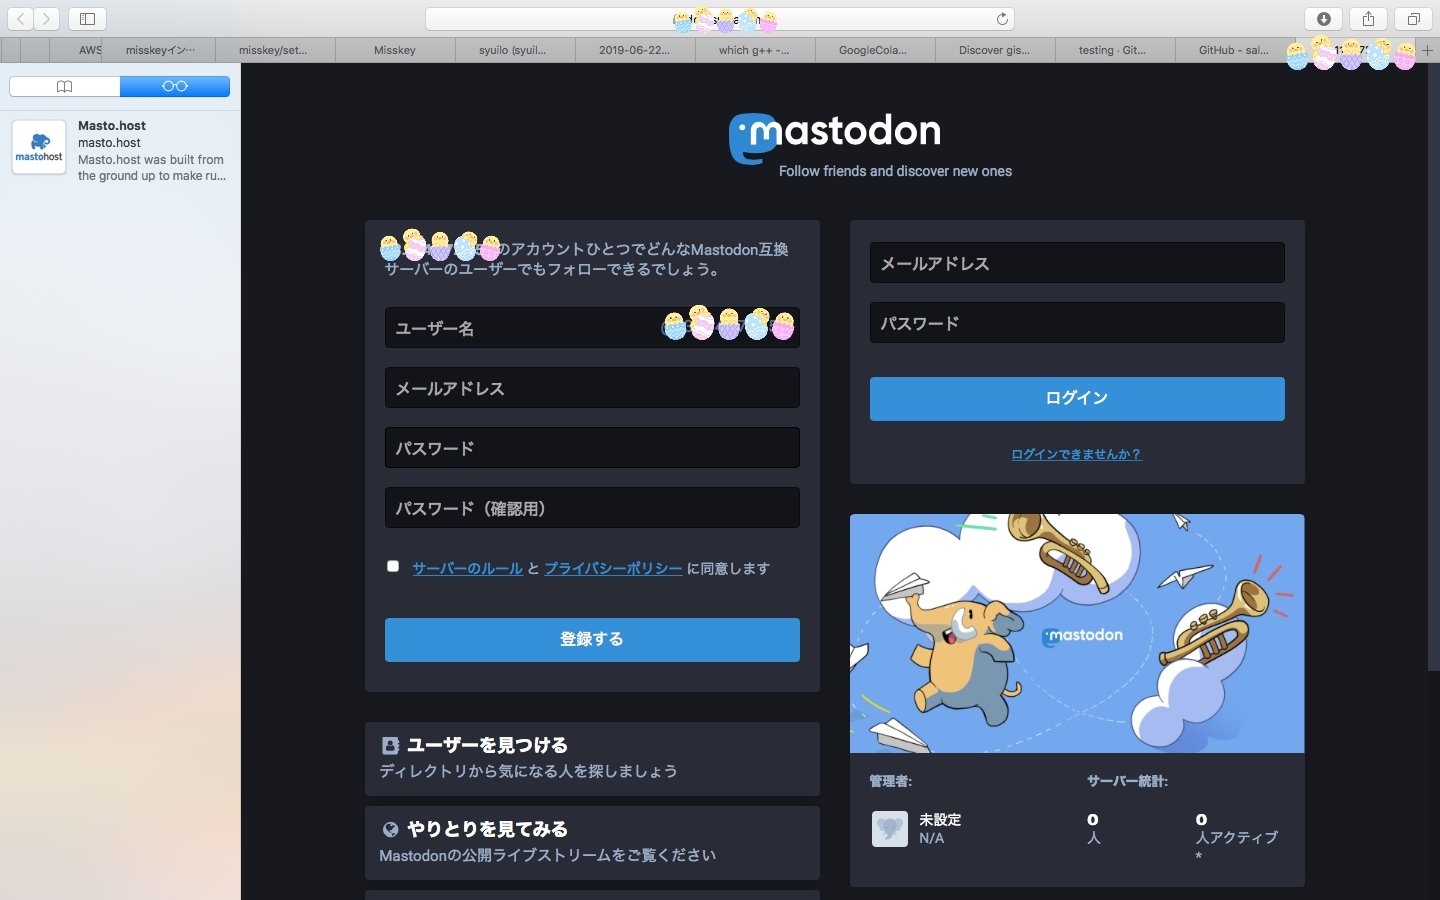 AWS
misskeyイン…
misskey/set...
Misskey
syuilo (syuil...
2019-06-22...
which g++ -...
GoogleCola...
Discover gis...
testing · Git...
GitHub - sal...
Masto.host
masto.host
Masto.host was built from
the ground up to make ru...
mastohost
mastodon
Follow friends and discover new ones
のアカウントひとつでどんなMastodon互換
サーバーのユーザーでもフォローできるでしょう。
ユーザー名
メールアドレス
パスワード
パスワード（確認用）
サーバーのルール と プライバシーポリシー に同意します
登録する
ユーザーを見つける
ディレクトリから気になる人を探しましょう
やりとりを見てみる
Mastodonの公開ライブストリームをご覧ください
メールアドレス
パスワード
ログイン
ログインできませんか？
mastodon
管理者:
未設定
N/A
サーバー統計:
0
人
0
人アクティブ
*